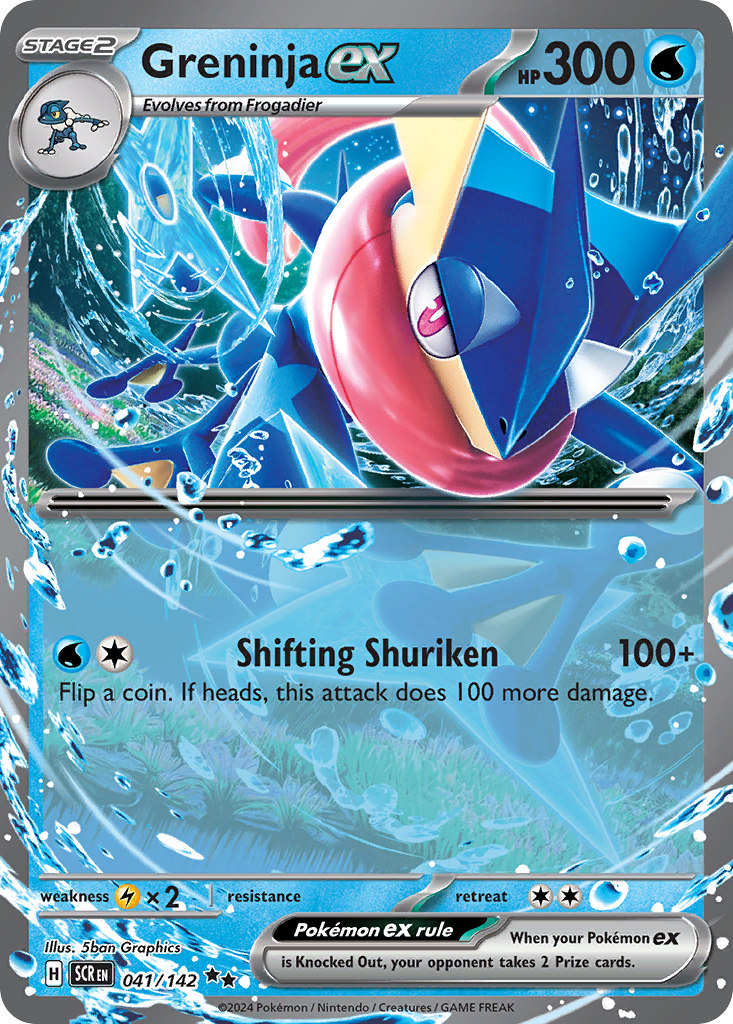 STAGE2
Greninja ex HP 300
Evolves from Frogadier
Shifting Shuriken 100+
Flip a coin. If heads, this attack does 100 more damage.
weakness × 2 resistance retreat
Illus. 5ban Graphics
Pokémon ex rule When your Pokémon ex
is Knocked Out, your opponent takes 2 Prize cards.
H SCR EN 041/142 ★★
©2024 Pokémon / Nintendo / Creatures / GAME FREAK